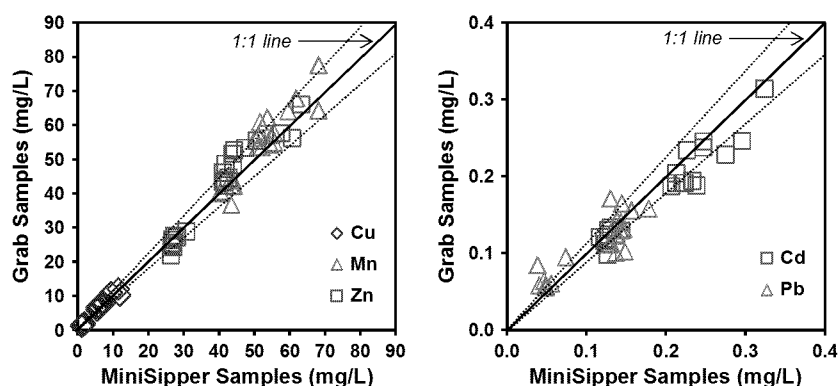 90
80
70
60
50
40
30
20
10
0
Grab Samples (mg/L)
1:1 line
Cu
Mn
Zn
0 10 20 30 40 50 60 70 80 90
MiniSipper Samples (mg/L)
0.4
0.3
0.2
0.1
0.0
Grab Samples (mg/L)
1:1 line
Cd
Pb
0.0 0.1 0.2 0.3 0.4
MiniSipper Samples (mg/L)